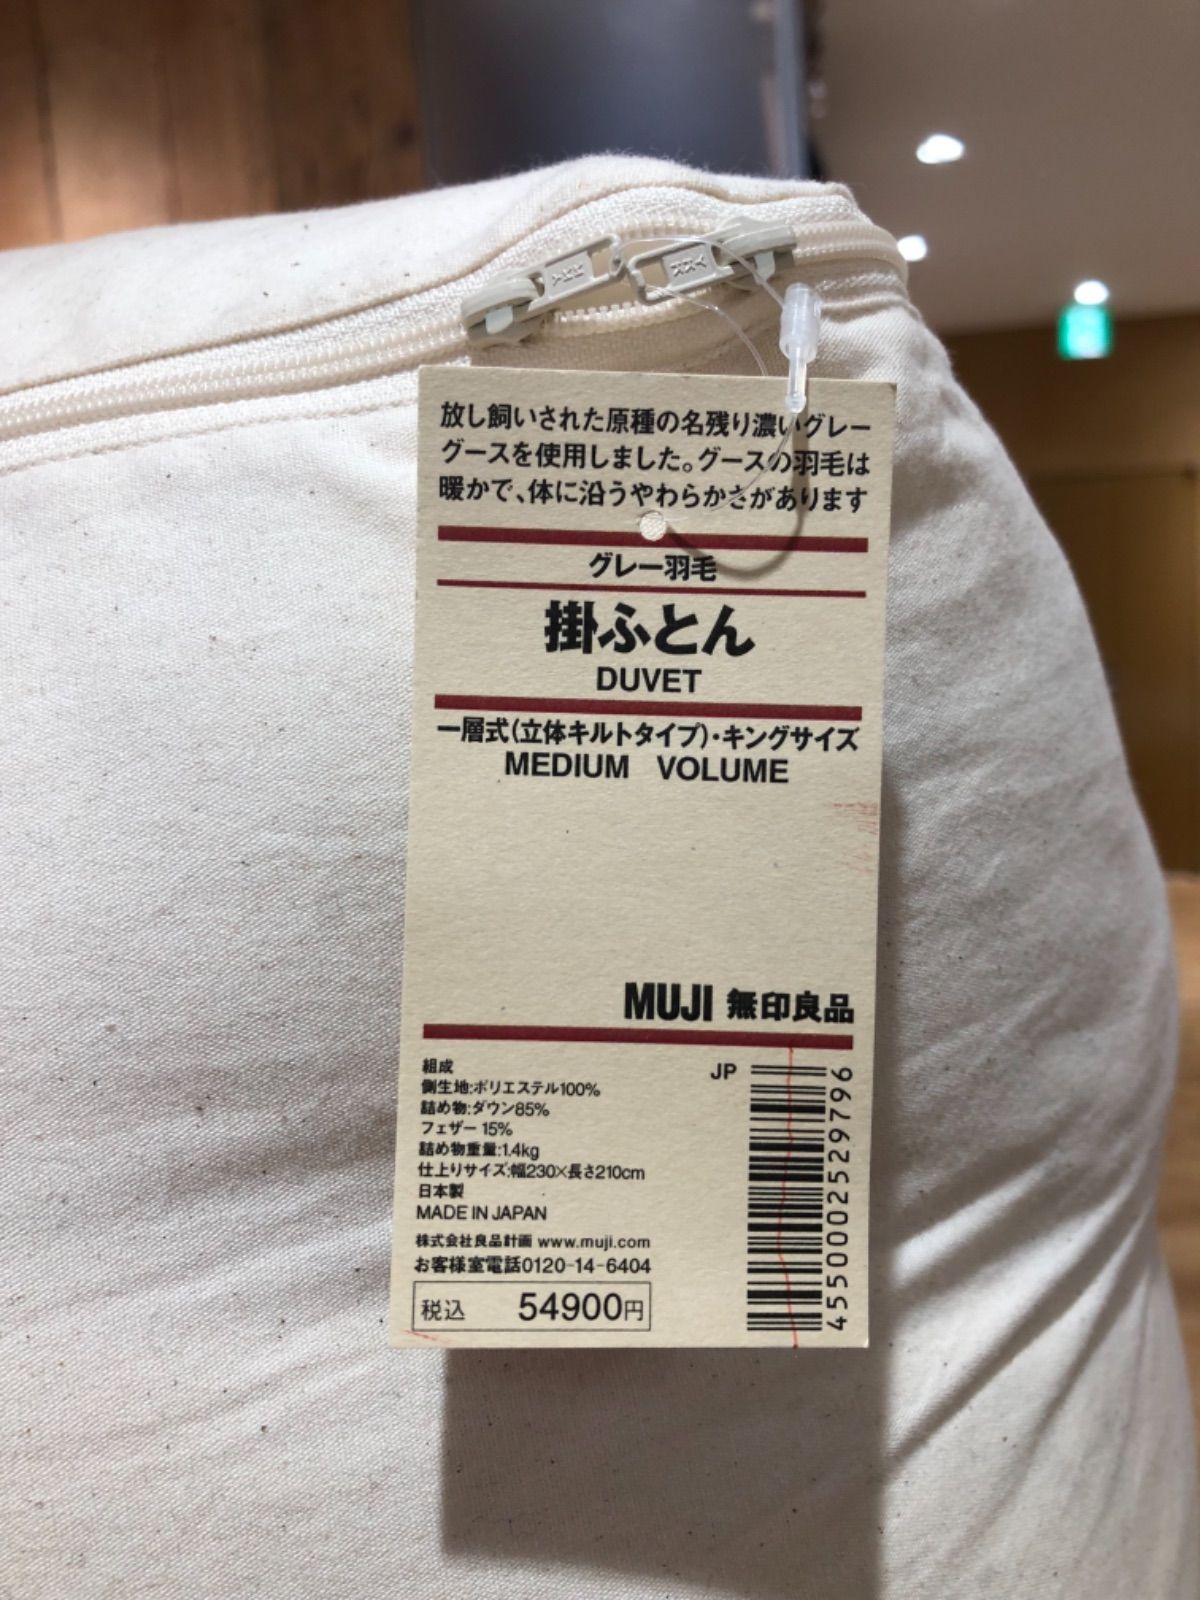 YKK
YKK
放し飼いされた原種の名残り濃いグレー
グースを使用しました。グースの羽毛は
暖かで、体に沿うやわらかさがあります
グレー羽毛
掛ふとん
DUVET
一層式(立体キルトタイプ)・キングサイズ
MEDIUM VOLUME
MUJI 無印良品
組成
側生地:ポリエステル100%
詰め物:ダウン85%
フェザー 15%
詰め物重量:1.4kg
仕上りサイズ:幅230×長さ210cm
日本製
MADE IN JAPAN
株式会社良品計画 www.muji.com
お客様室電話0120-14-6404
税込 54900円
JP
4550002529796